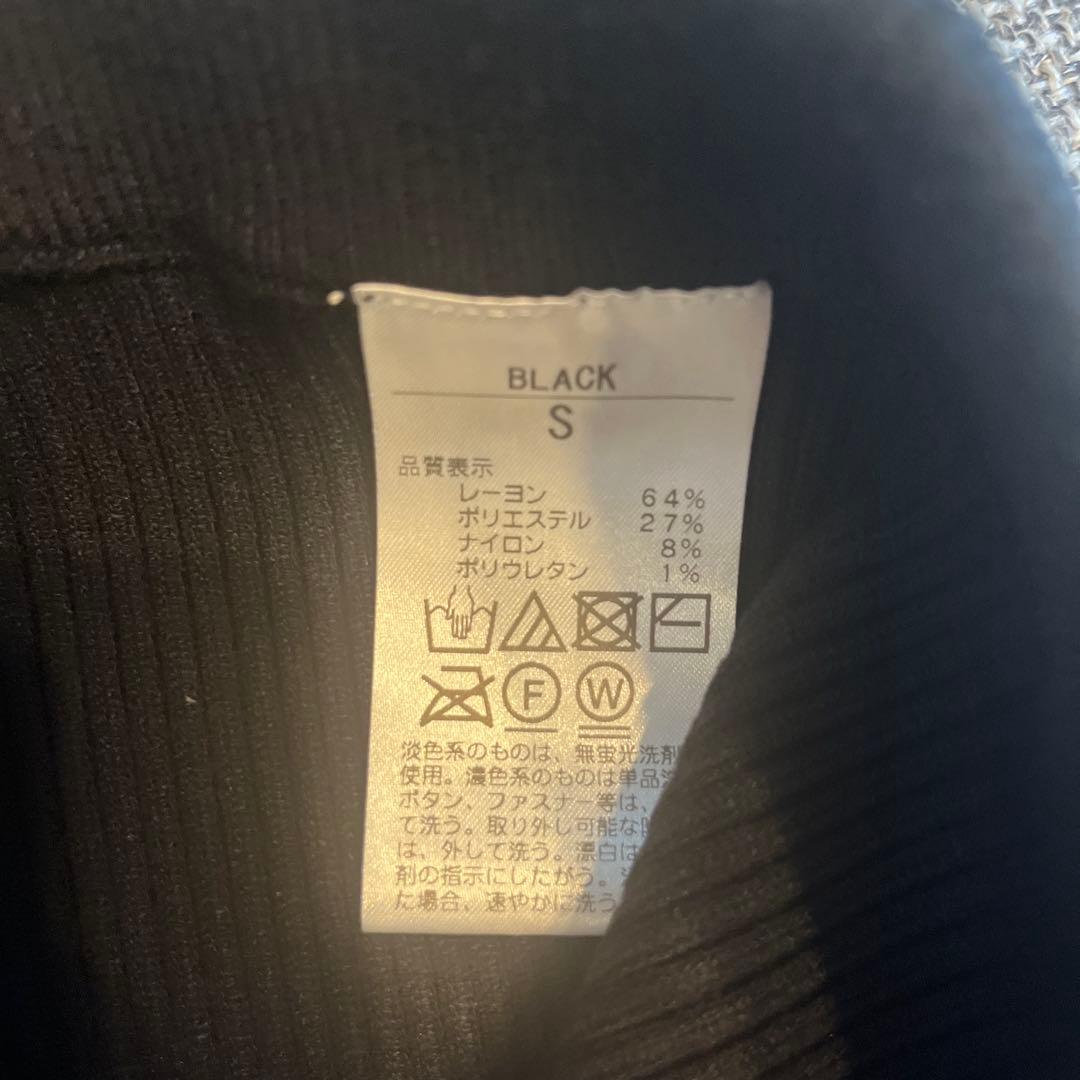 BLACK
S
品質表示
レーヨン 64%
ポリエステル 27%
ナイロン 8%
ポリウレタン 1%
F W
淡色系のものは、無蛍光洗剤
使用。濃色系のものは単品洗
ボタン、ファスナー等は、
て洗う。取り外し可能な
は、外して洗う。漂白は
剤の指示にしたがう。
た場合、速やかに洗う